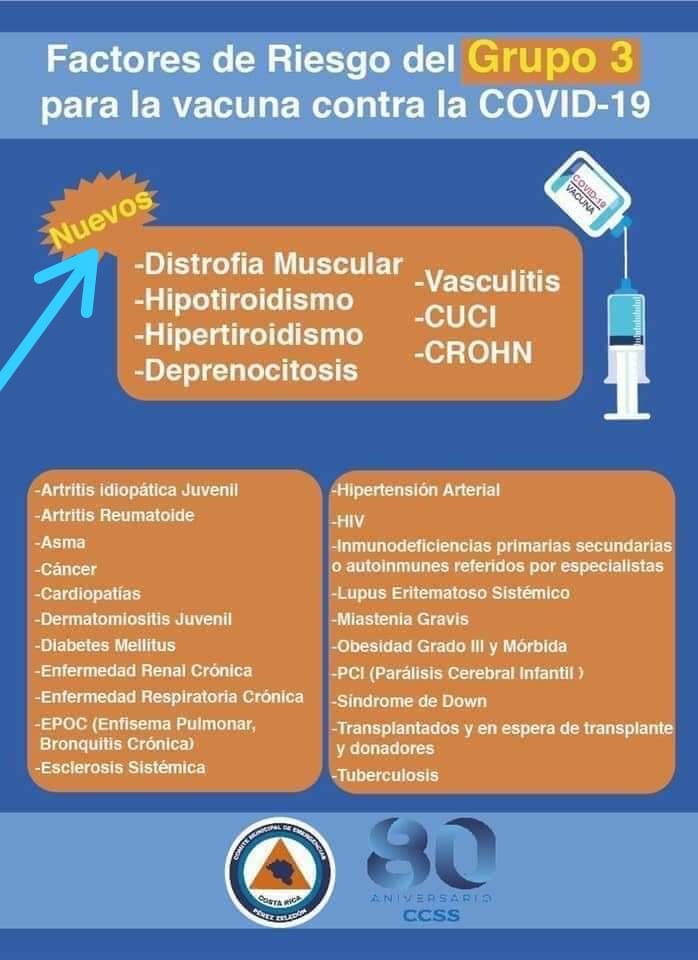 Factores de Riesgo del Grupo 3
para la vacuna contra la COVID-19
COVID-19
VACUNA
Nuevos
-Distrofia Muscular
-Hipotiroidismo
-Hipertiroidismo
-Deprenocitosis
-Vasculitis
-CUCI
-CROHN
-Artritis idiopática Juvenil
-Artritis Reumatoide
-Asma
-Cáncer
-Cardiopatías
-Dermatomiositis Juvenil
-Diabetes Mellitus
-Enfermedad Renal Crónica
-Enfermedad Respiratoria Crónica
-EPOC (Enfisema Pulmonar,
Bronquitis Crónica)
-Esclerosis Sistémica
-Hipertensión Arterial
-HIV
-Inmunodeficiencias primarias secundarias
o autoinmunes referidos por especialistas
-Lupus Eritematoso Sistémico
-Miastenia Gravis
-Obesidad Grado III y Mórbida
-PCI (Parálisis Cerebral Infantil )
-Síndrome de Down
-Transplantados y en espera de transplante
y donadores
-Tuberculosis
COMITÉ MUNICIPAL DE EMERGENCIAS
COSTA RICA
PÉREZ ZELEDÓN
80
ANIVERSARIO
CCSS